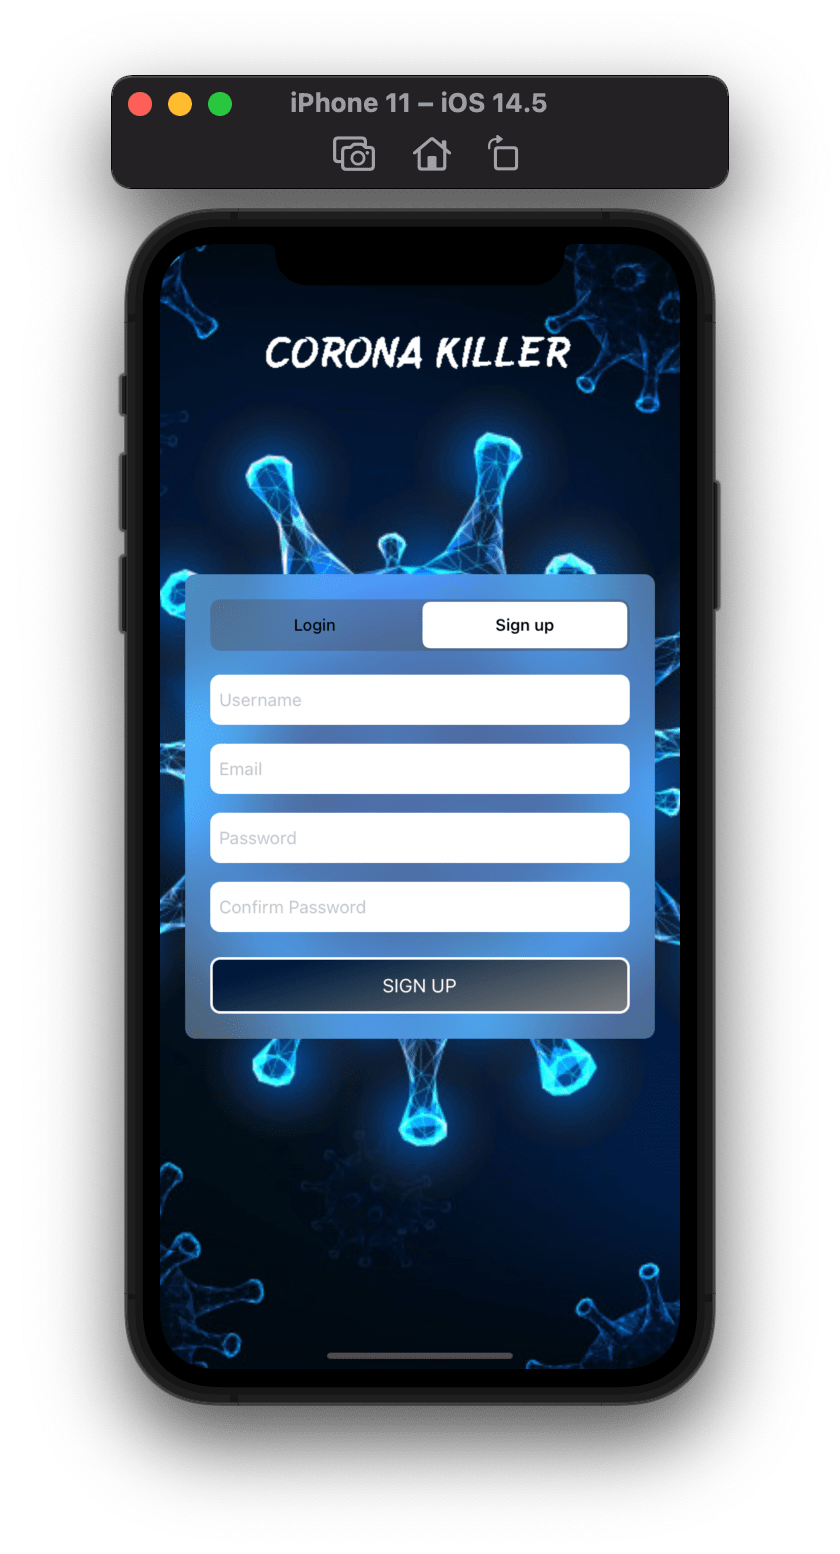 iPhone 11 – iOS 14.5
CORONA KILLER
Login
Sign up
Username
Email
Password
Confirm Password
SIGN UP